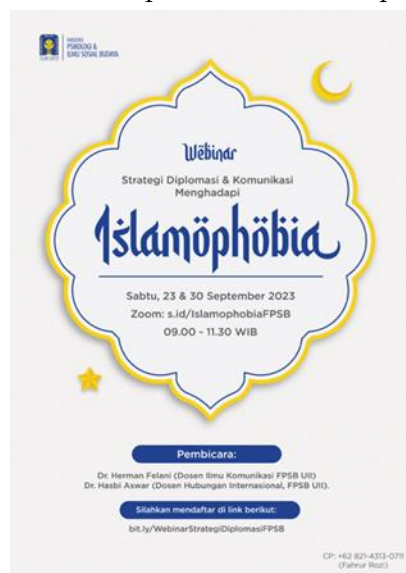 FAKULTAS
PSIKOLOGI &
ILMU SOSIAL BUDAYA
Webinar
Strategi Diplomasi & Komunikasi
Menghadapi
Islamöphöbia
Sabtu, 23 & 30 September 2023
Zoom: s.id/IslamophobiaFPSB
09.00 - 11.30 WIB
Pembicara:
Dr. Herman Felani (Dosen Ilmu Komunikasi FPSB UII)
Dr. Hasbi Aswar (Dosen Hubungan Internasional, FPSB UII).
Silahkan mendaftar di link berikut:
bit.ly/WebinarStrategiDiplomasiFPSB
CP: +62 821-4313-0711
(Fahrur Rozi)